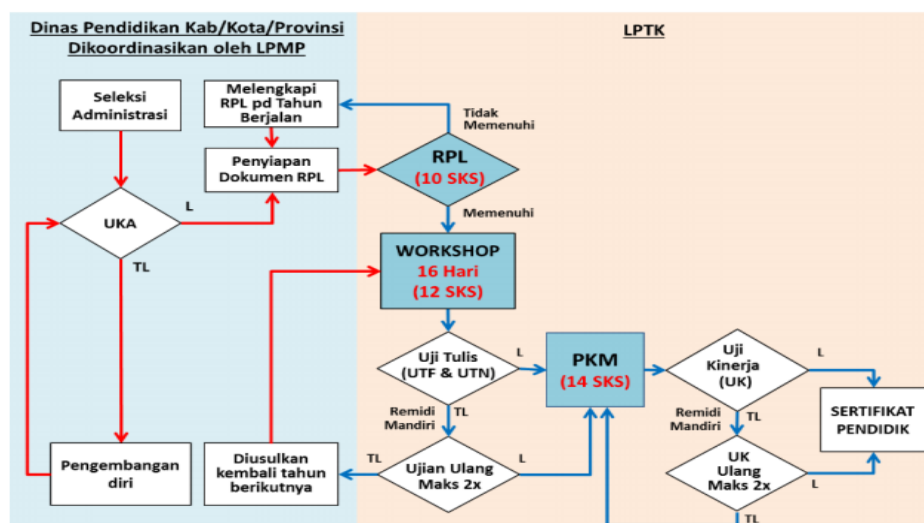 Dinas Pendidikan Kab/Kota/Provinsi
Dikoordinasikan oleh LPMP
LPTK
Seleksi
Administrasi
Melengkapi
RPL pd Tahun
Berjalan
Tidak
Memenuhi
Penyiapan
Dokumen RPL
RPL
(10 SKS)
UKA
L
Memenuhi
TL
WORKSHOP
16 Hari
(12 SKS)
Uji Tulis
(UTF & UTN)
L
PKM
(14 SKS)
Uji
Kinerja
(UK)
L
Remidi
Mandiri
TL
Remidi
Mandiri
TL
SERTIFIKAT
PENDIDIK
Pengembangan
diri
Diusulkan
kembali tahun
berikutnya
TL
Ujian Ulang
Maks 2x
L
UK
Ulang
Maks 2x
L
TL